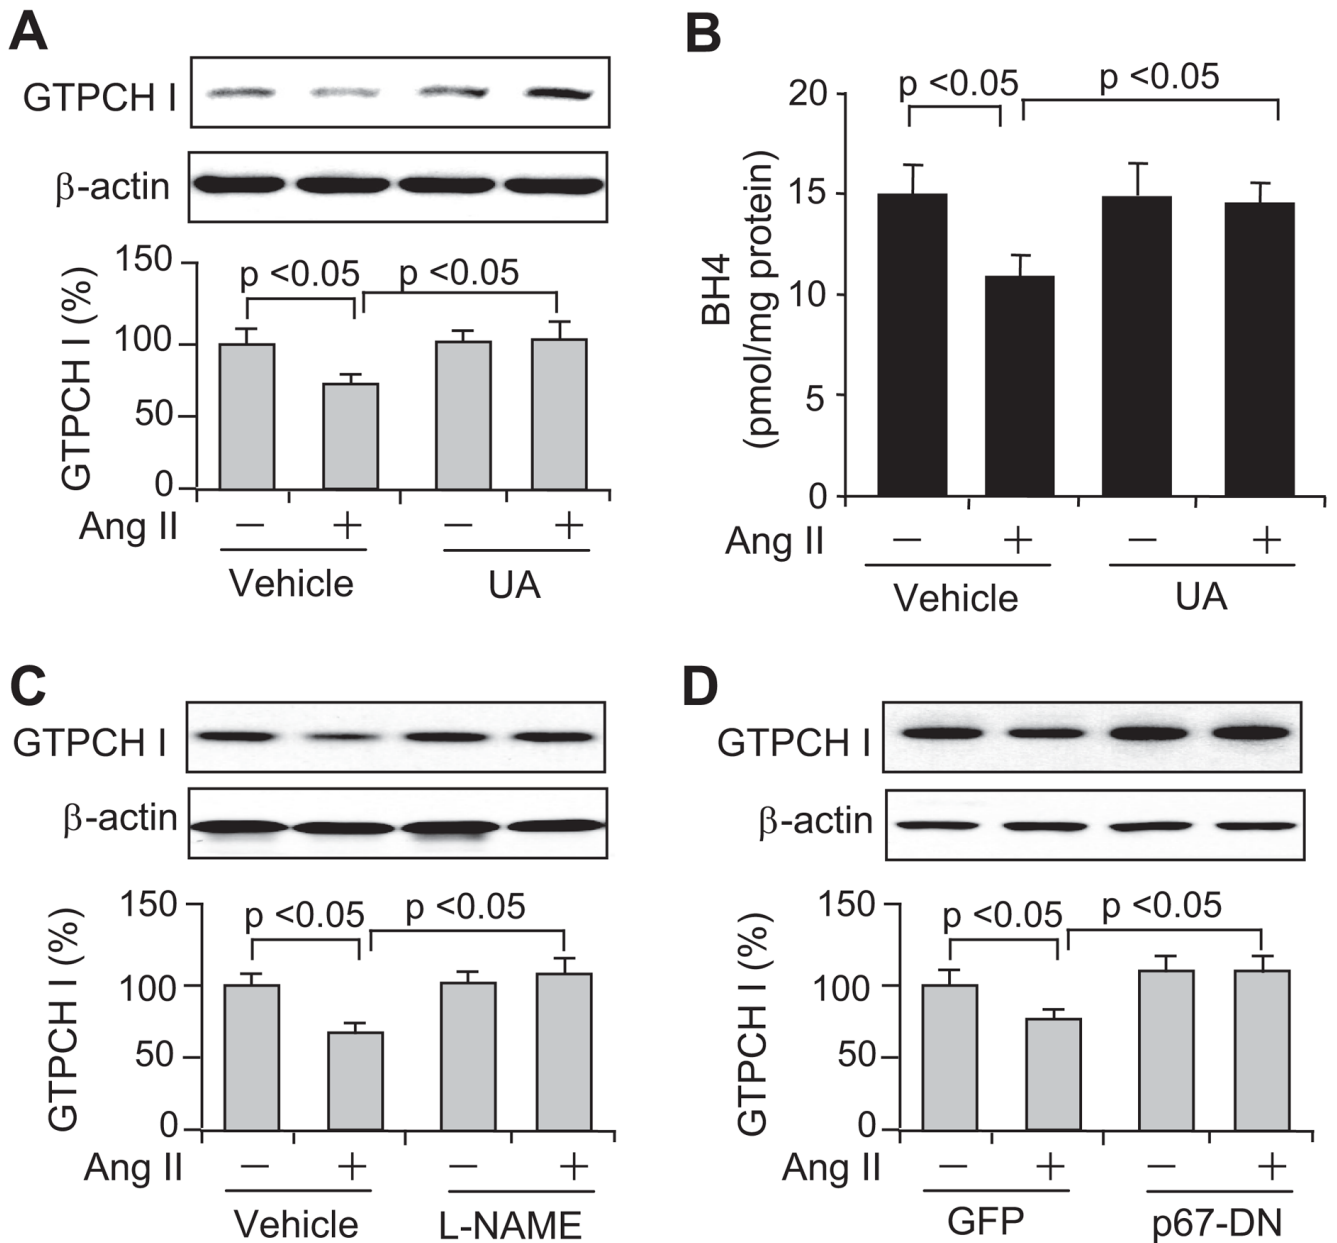 A
GTPCH I
β-actin
GTPCH I (%)
150
100
50
0
p <0.05
p <0.05
Ang II − + − +
Vehicle UA
B
BH4
(pmol/mg protein)
20
15
10
5
0
p <0.05
p <0.05
Ang II − + − +
Vehicle UA
C
GTPCH I
β-actin
GTPCH I (%)
150
100
50
0
p <0.05
p <0.05
Ang II − + − +
Vehicle L-NAME
D
GTPCH I
β-actin
GTPCH I (%)
150
100
50
0
p <0.05
p <0.05
Ang II − + − +
GFP p67-DN